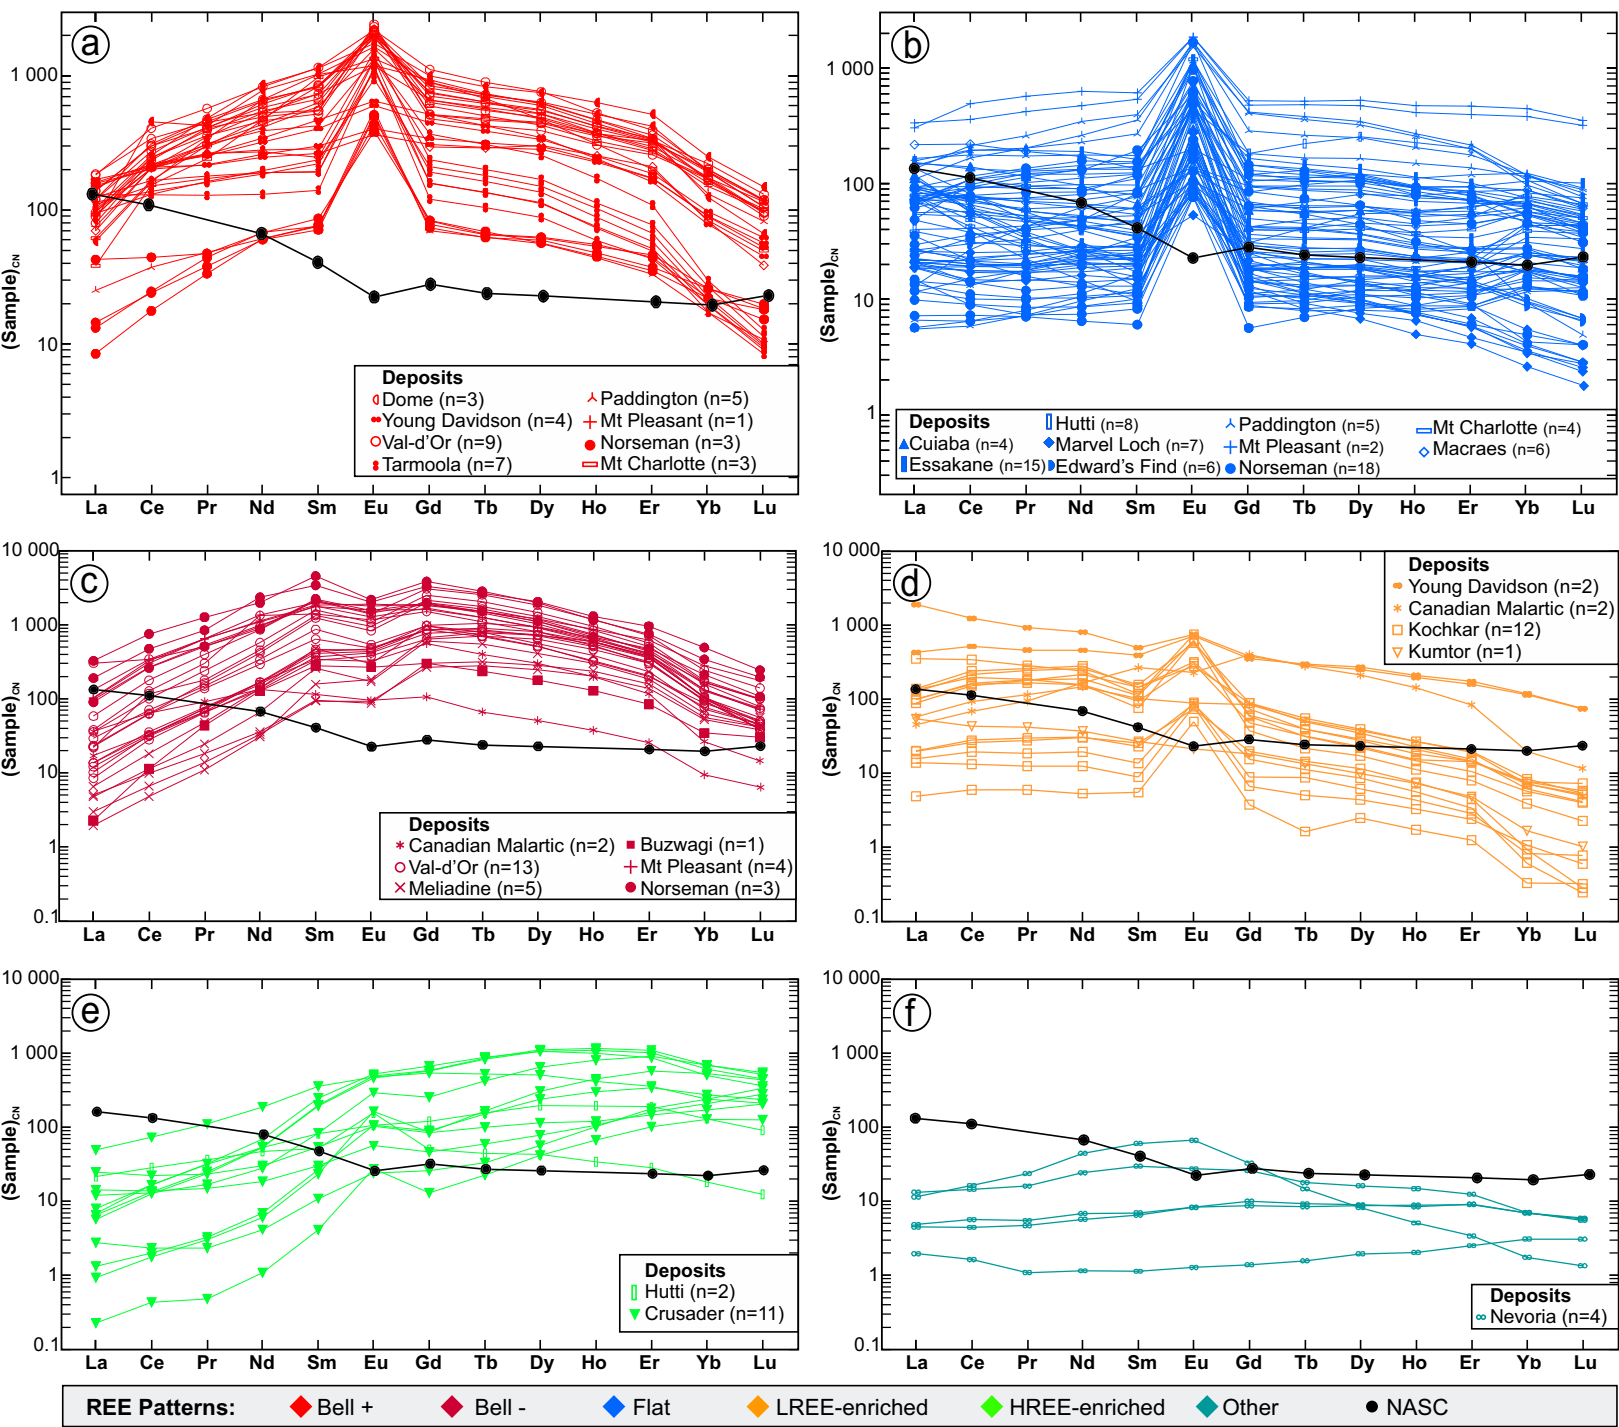 a
1 000
100
10
1
(Sample)CN
Deposits
Dome (n=3)
Young Davidson (n=4)
Val-d'Or (n=9)
Tarmoola (n=7)
Paddington (n=5)
Mt Pleasant (n=1)
Norseman (n=3)
Mt Charlotte (n=3)
La Ce Pr Nd Sm Eu Gd Tb Dy Ho Er Yb Lu
b
1 000
100
10
1
(Sample)CN
Deposits
Cuiaba (n=4)
Essakane (n=15)
Hutti (n=8)
Marvel Loch (n=7)
Edward's Find (n=6)
Paddington (n=5)
Mt Pleasant (n=2)
Norseman (n=18)
Mt Charlotte (n=4)
Macraes (n=6)
La Ce Pr Nd Sm Eu Gd Tb Dy Ho Er Yb Lu
c
10 000
1 000
100
10
1
0.1
(Sample)CN
Deposits
Canadian Malartic (n=2)
Val-d'Or (n=13)
Meliadine (n=5)
Buzwagi (n=1)
Mt Pleasant (n=4)
Norseman (n=3)
La Ce Pr Nd Sm Eu Gd Tb Dy Ho Er Yb Lu
d
10 000
1 000
100
10
1
0.1
(Sample)CN
Deposits
Young Davidson (n=2)
Canadian Malartic (n=2)
Kochkar (n=12)
Kumtor (n=1)
La Ce Pr Nd Sm Eu Gd Tb Dy Ho Er Yb Lu
e
10 000
1 000
100
10
1
0.1
(Sample)CN
Deposits
Hutti (n=2)
Crusader (n=11)
La Ce Pr Nd Sm Eu Gd Tb Dy Ho Er Yb Lu
f
10 000
1 000
100
10
1
0.1
(Sample)CN
Deposits
Nevoria (n=4)
La Ce Pr Nd Sm Eu Gd Tb Dy Ho Er Yb Lu
REE Patterns: Bell + Bell - Flat LREE-enriched HREE-enriched Other NASC